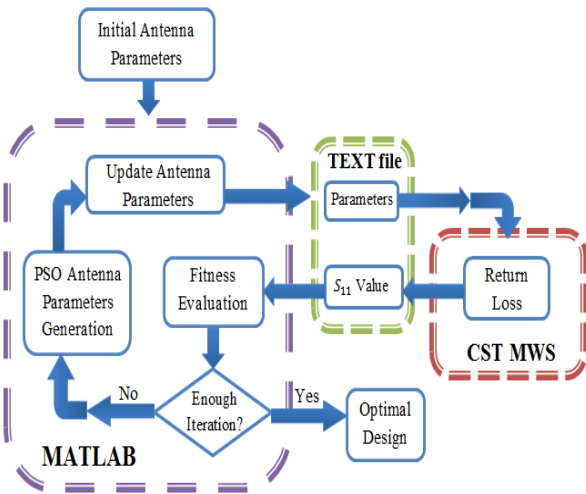 Initial Antenna
Parameters
TEXT file
Update Antenna
Parameters
Parameters
PSO Antenna
Parameters
Generation
Fitness
Evaluation
S₁₁ Value
Return
Loss
CST MWS
No
Enough
Iteration?
Yes
Optimal
Design
MATLAB